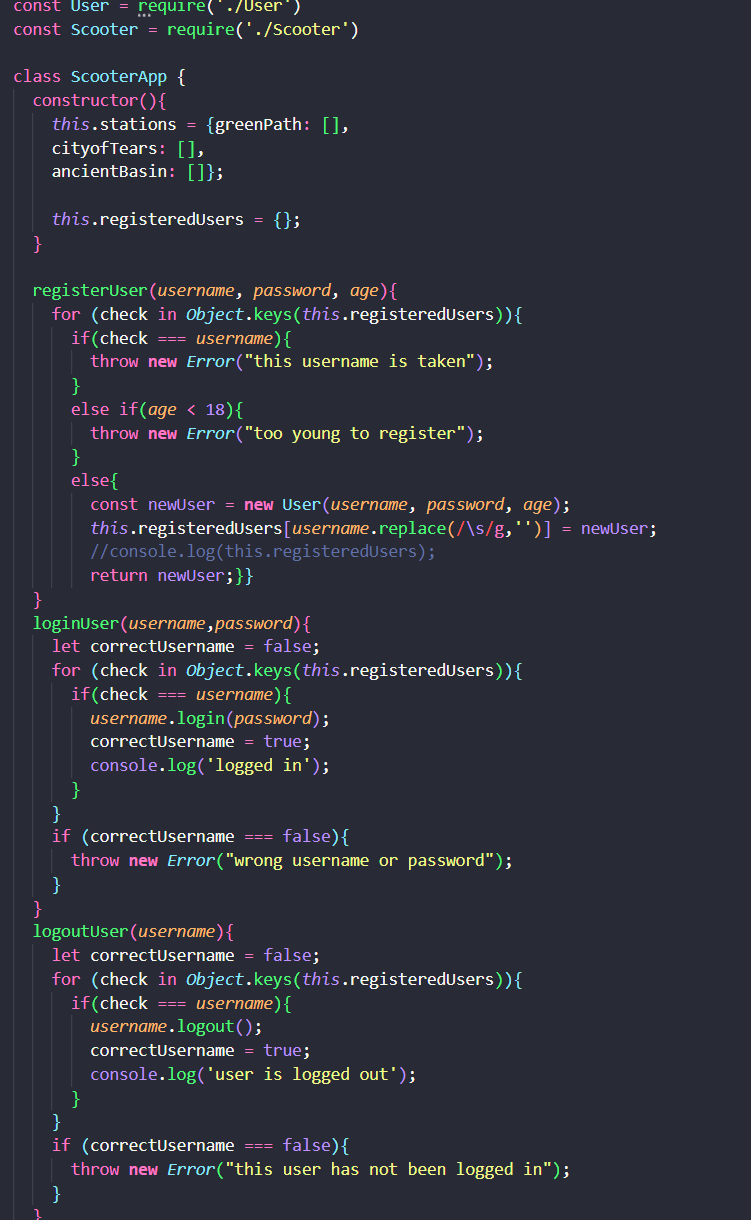 const User = require('./User')
const Scooter = require('./Scooter')
class ScooterApp {
constructor(){
this.stations = {greenPath: [],
cityofTears: [],
ancientBasin: []};
this.registeredUsers = {};
}
registerUser(username, password, age){
for (check in Object.keys(this.registeredUsers)){
if(check === username){
throw new Error("this username is taken");
}
else if(age < 18){
throw new Error("too young to register");
}
else{
const newUser = new User(username, password, age);
this.registeredUsers[username.replace(/\s/g,'')] = newUser;
//console.log(this.registeredUsers);
return newUser;}}
}
loginUser(username,password){
let correctUsername = false;
for (check in Object.keys(this.registeredUsers)){
if(check === username){
username.login(password);
correctUsername = true;
console.log('logged in');
}
}
if (correctUsername === false){
throw new Error("wrong username or password");
}
}
logoutUser(username){
let correctUsername = false;
for (check in Object.keys(this.registeredUsers)){
if(check === username){
username.logout();
correctUsername = true;
console.log('user is logged out');
}
}
if (correctUsername === false){
throw new Error("this user has not been logged in");
}
}